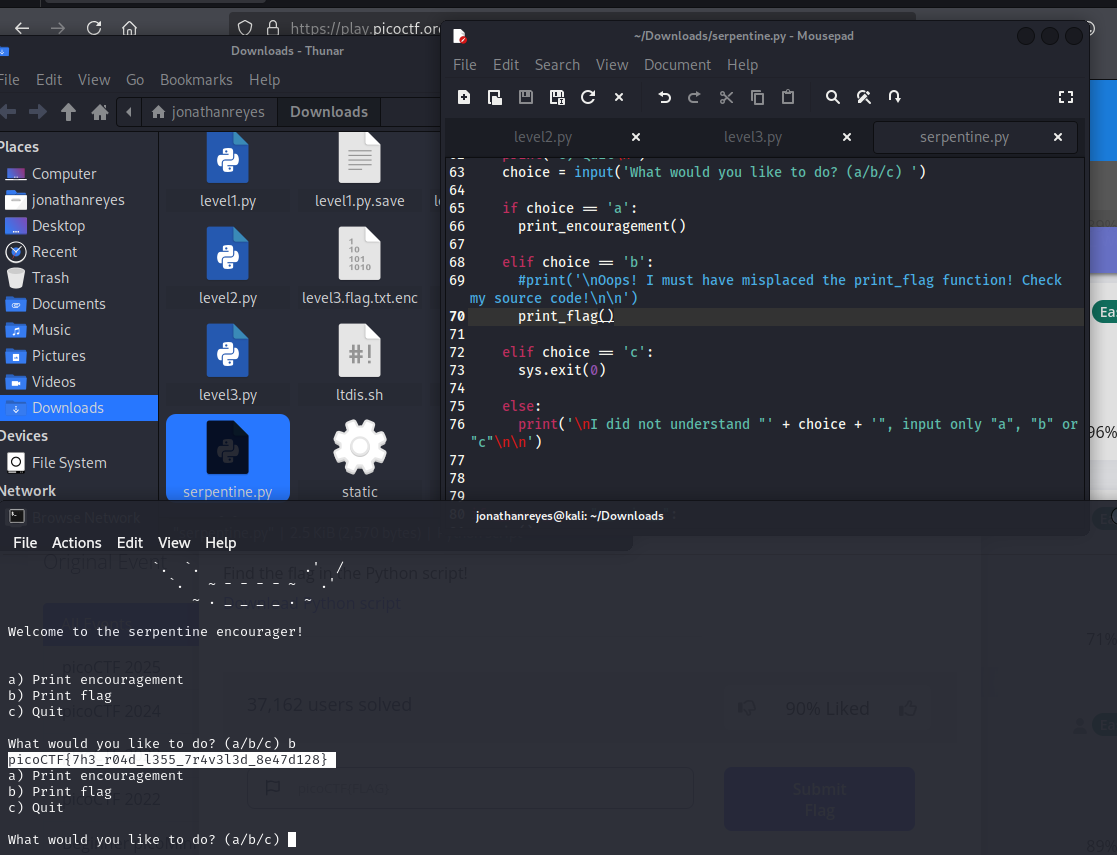 https://play.picoctf.or
Downloads - Thunar
File Edit View Go Bookmarks Help
jonathanreyes Downloads
Places
Computer
jonathanreyes
Desktop
Recent
Trash
Documents
Music
Pictures
Videos
Downloads
Devices
File System
Network
Browse Network
level1.py
level1.py.save
level2.py
level3.flag.txt.enc
level3.py
ltdis.sh
serpentine.py
static
~/Downloads/serpentine.py - Mousepad
File Edit Search View Document Help
level2.py
level3.py
serpentine.py
63 choice = input('What would you like to do? (a/b/c) ')
64
65 if choice == 'a':
66 print_encouragement()
67
68 elif choice == 'b':
69 #print('\nOops! I must have misplaced the print_flag function! Check
my source code!\n\n')
70 print_flag()
71
72 elif choice == 'c':
73 sys.exit(0)
74
75 else:
76 print('\nI did not understand "' + choice + '", input only "a", "b" or
"c"\n\n')
77
78
79
80
96%
jonathanreyes@kali: ~/Downloads
File Actions Edit View Help
Find the flag in the Python script!
Download Python script
Welcome to the serpentine encourager!
picoCTF 2025
a) Print encouragement
b) Print flag
c) Quit
picoCTF 2024
37,162 users solved
90% Liked
71%
What would you like to do? (a/b/c) b
picoCTF{7h3_r04d_l355_7r4v3l3d_8e47d128}
a) Print encouragement
b) Print flag
c) Quit
picoCTF 2022
Submit
Flag
What would you like to do? (a/b/c)
89%